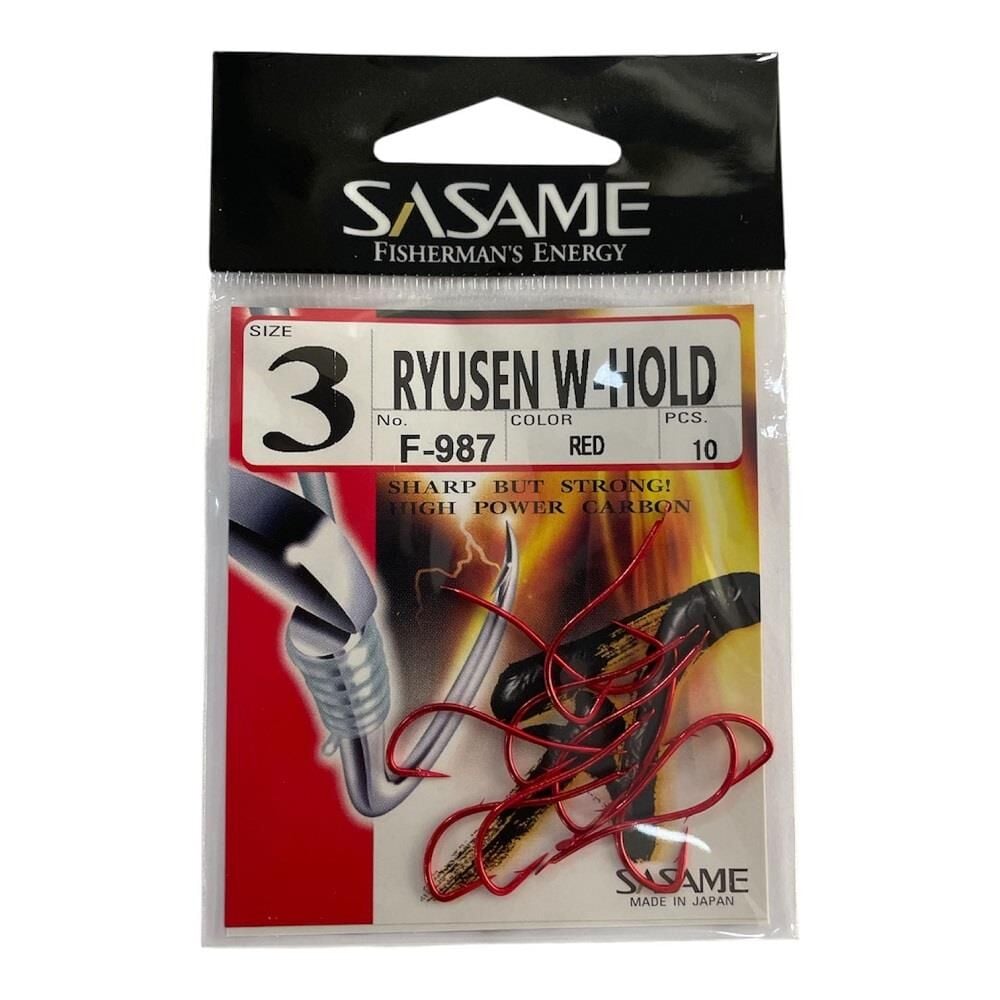 SASAME
FISHERMAN'S ENERGY
SIZE
3
RYUSEN W-HOLD
No.
F-987
COLOR
RED
PCS.
10
SHARP BUT STRONG!
HIGH POWER CARBON
SASAME
MADE IN JAPAN